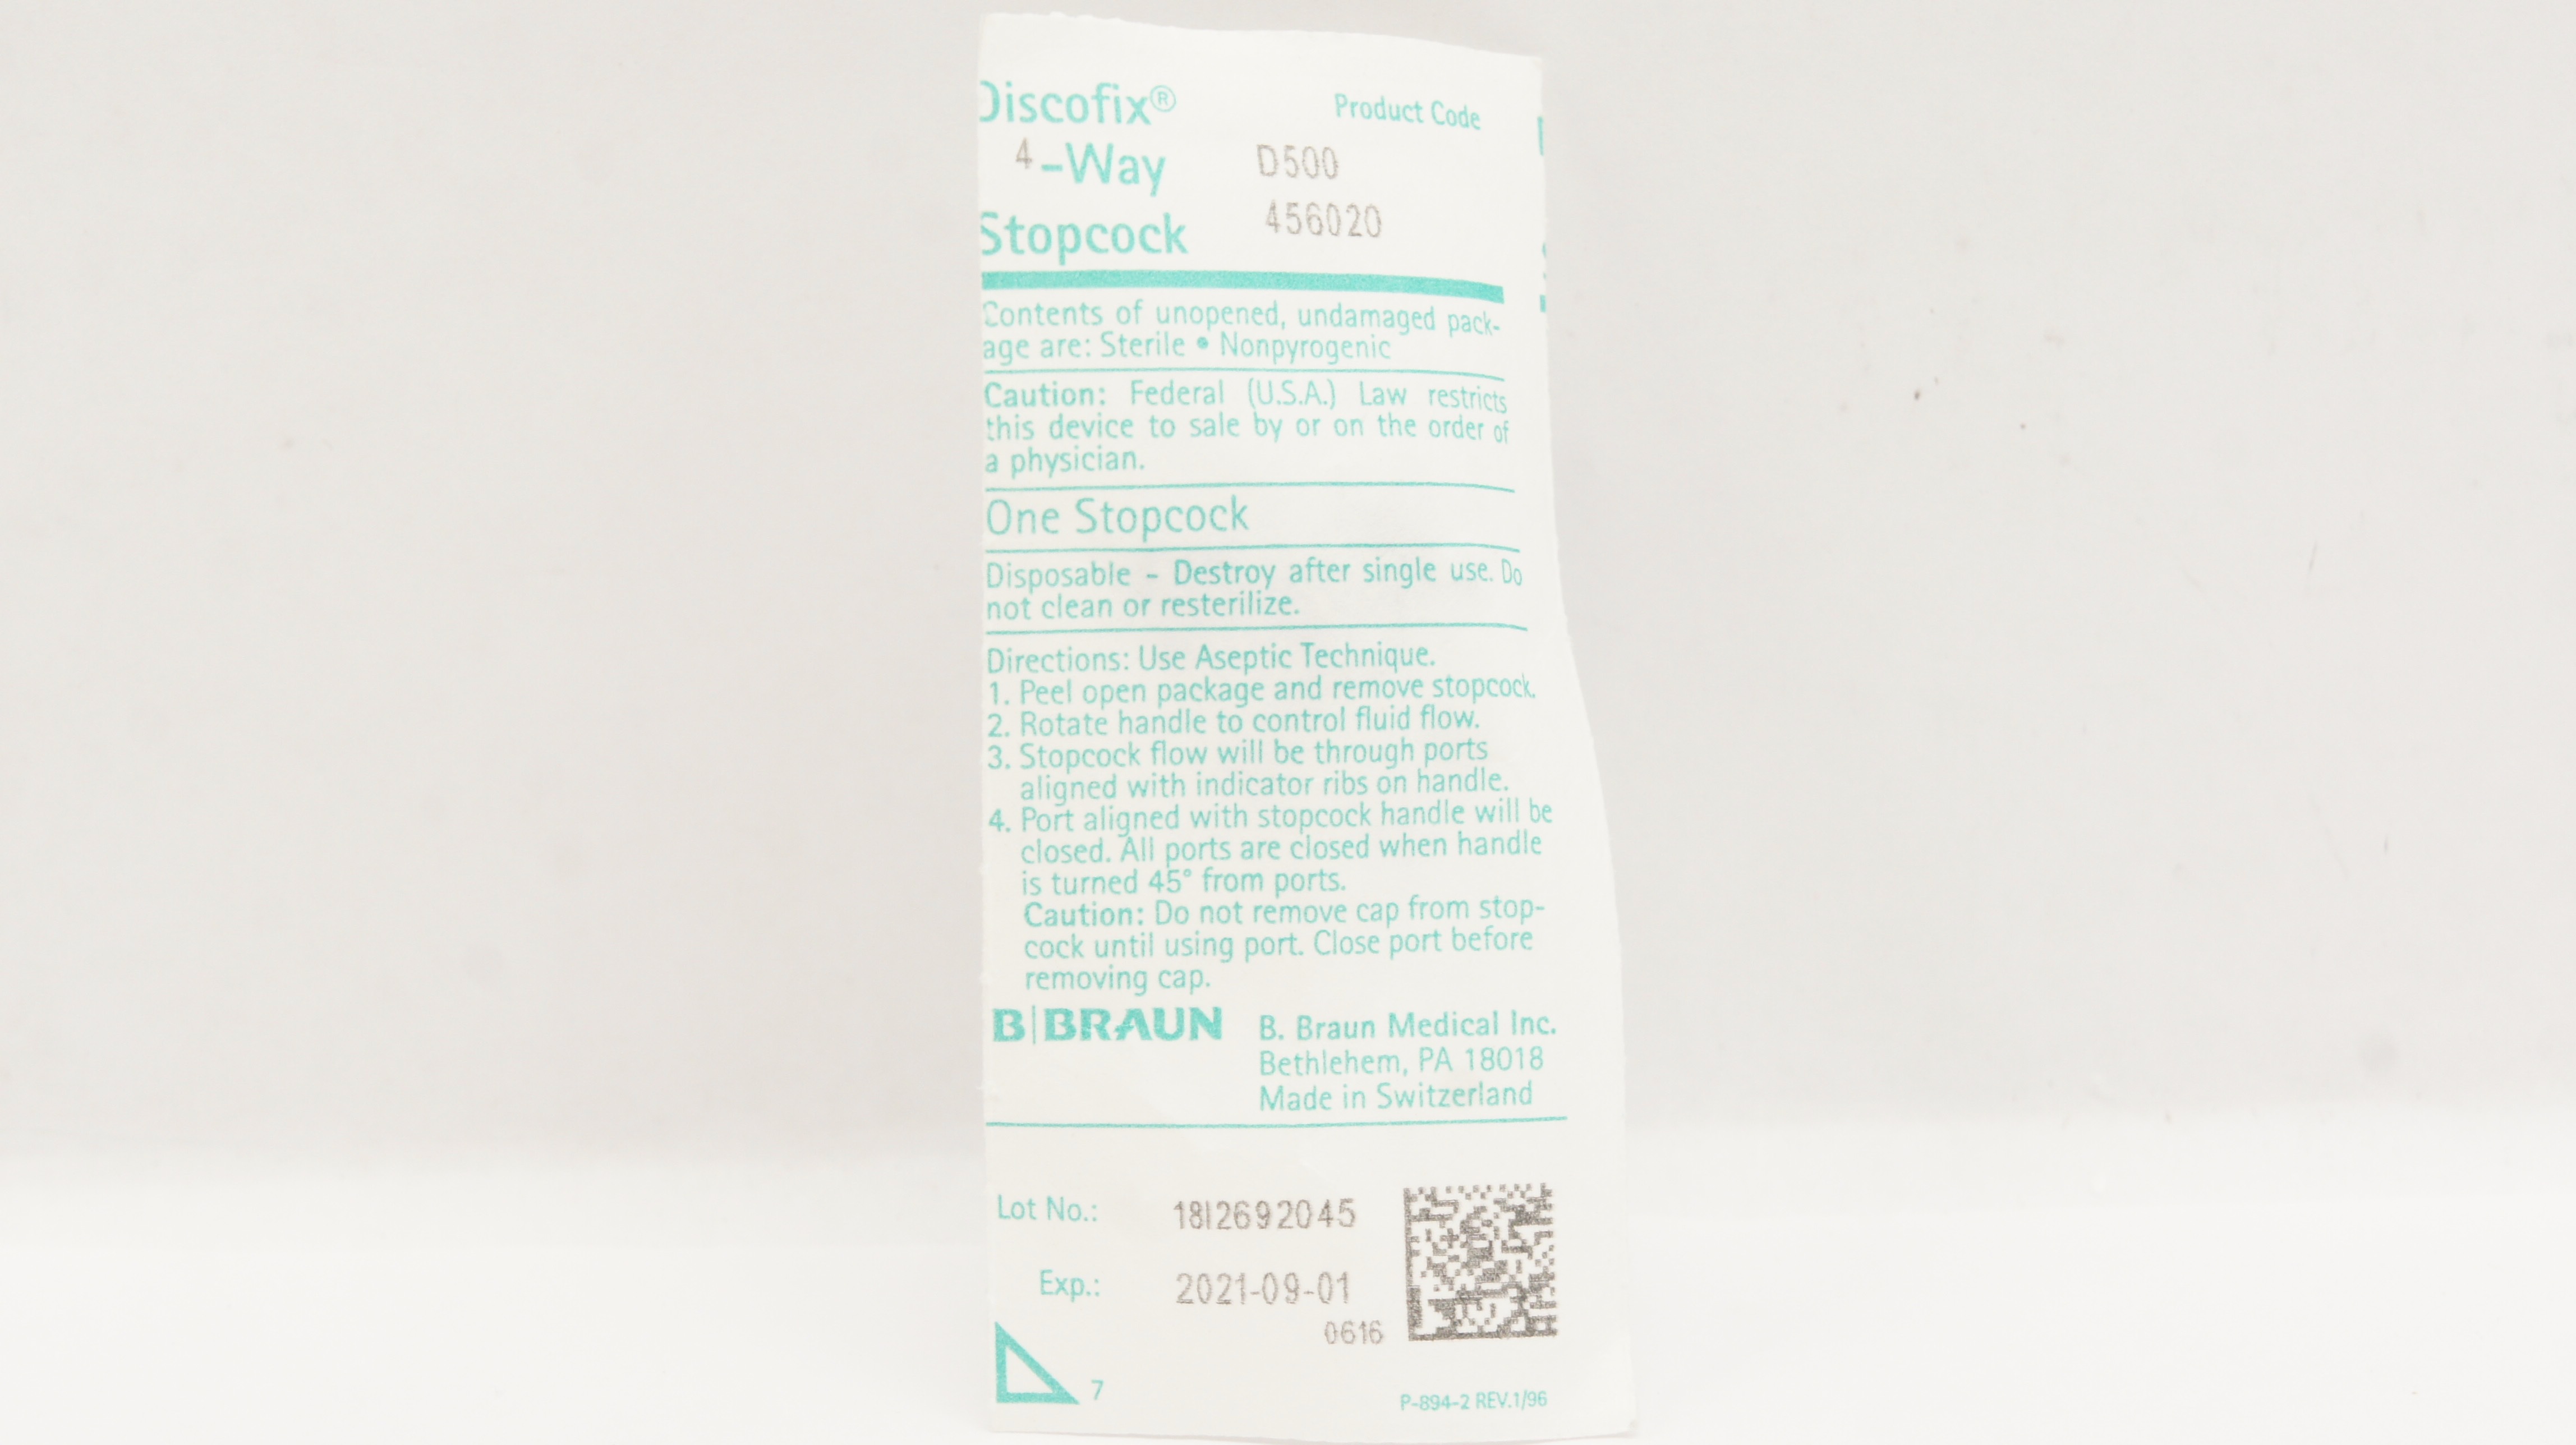 Discofix®
Product Code
4-Way
D500
Stopcock
456020
Contents of unopened, undamaged pack-
age are: Sterile • Nonpyrogenic
Caution: Federal (U.S.A.) Law restricts
this device to sale by or on the order of
a physician.
One Stopcock
Disposable - Destroy after single use. Do
not clean or resterilize.
Directions: Use Aseptic Technique.
1. Peel open package and remove stopcock.
2. Rotate handle to control fluid flow.
3. Stopcock flow will be through ports
aligned with indicator ribs on handle.
4. Port aligned with stopcock handle will be
closed. All ports are closed when handle
is turned 45° from ports.
Caution: Do not remove cap from stop-
cock until using port. Close port before
removing cap.
B|BRAUN
B. Braun Medical Inc.
Bethlehem, PA 18018
Made in Switzerland
Lot No.: 18I2692045
Exp.: 2021-09-01
0616
7
P-894-2 REV.1/96